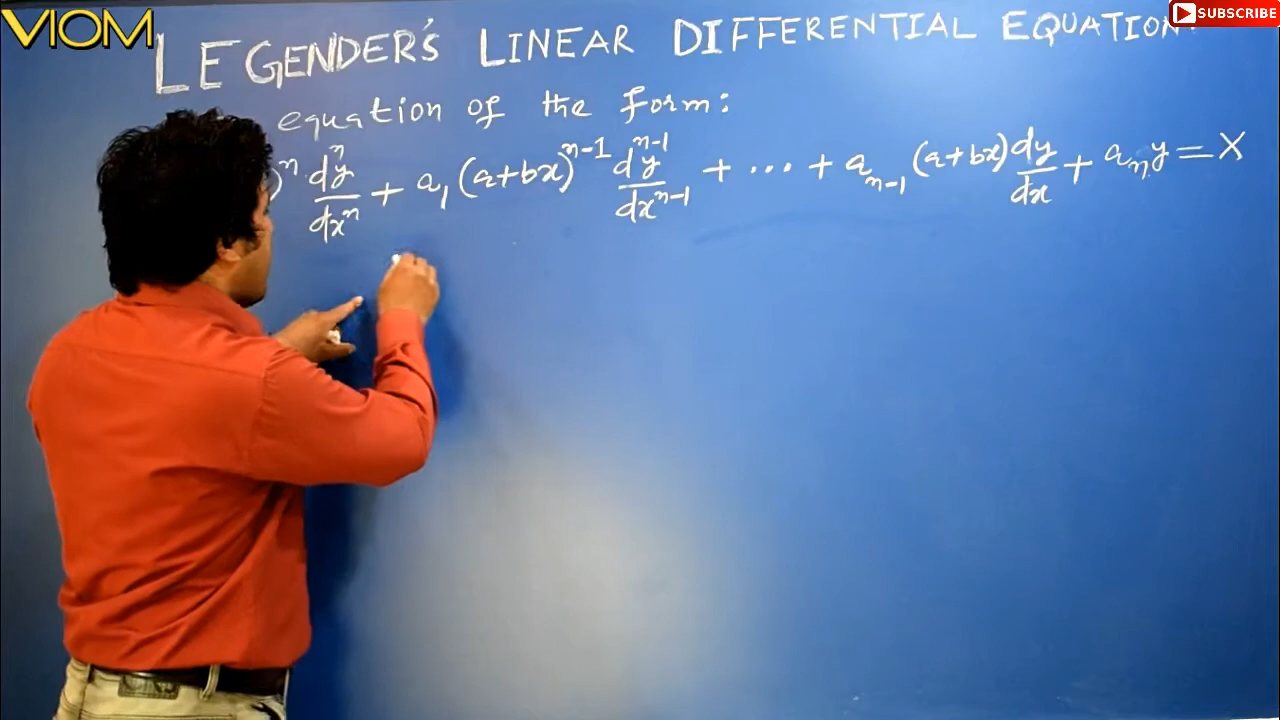 VIOM
SUBSCRIBE
LEGENDER'S LINEAR DIFFERENTIAL EQUATION:
equation of the form:
)ⁿ dⁿy/dxⁿ + a₁ (a+bx)ⁿ⁻¹ dⁿ⁻¹y/dxⁿ⁻¹ + ... + aₙ₋₁ (a+bx) dy/dx + aₙy = X